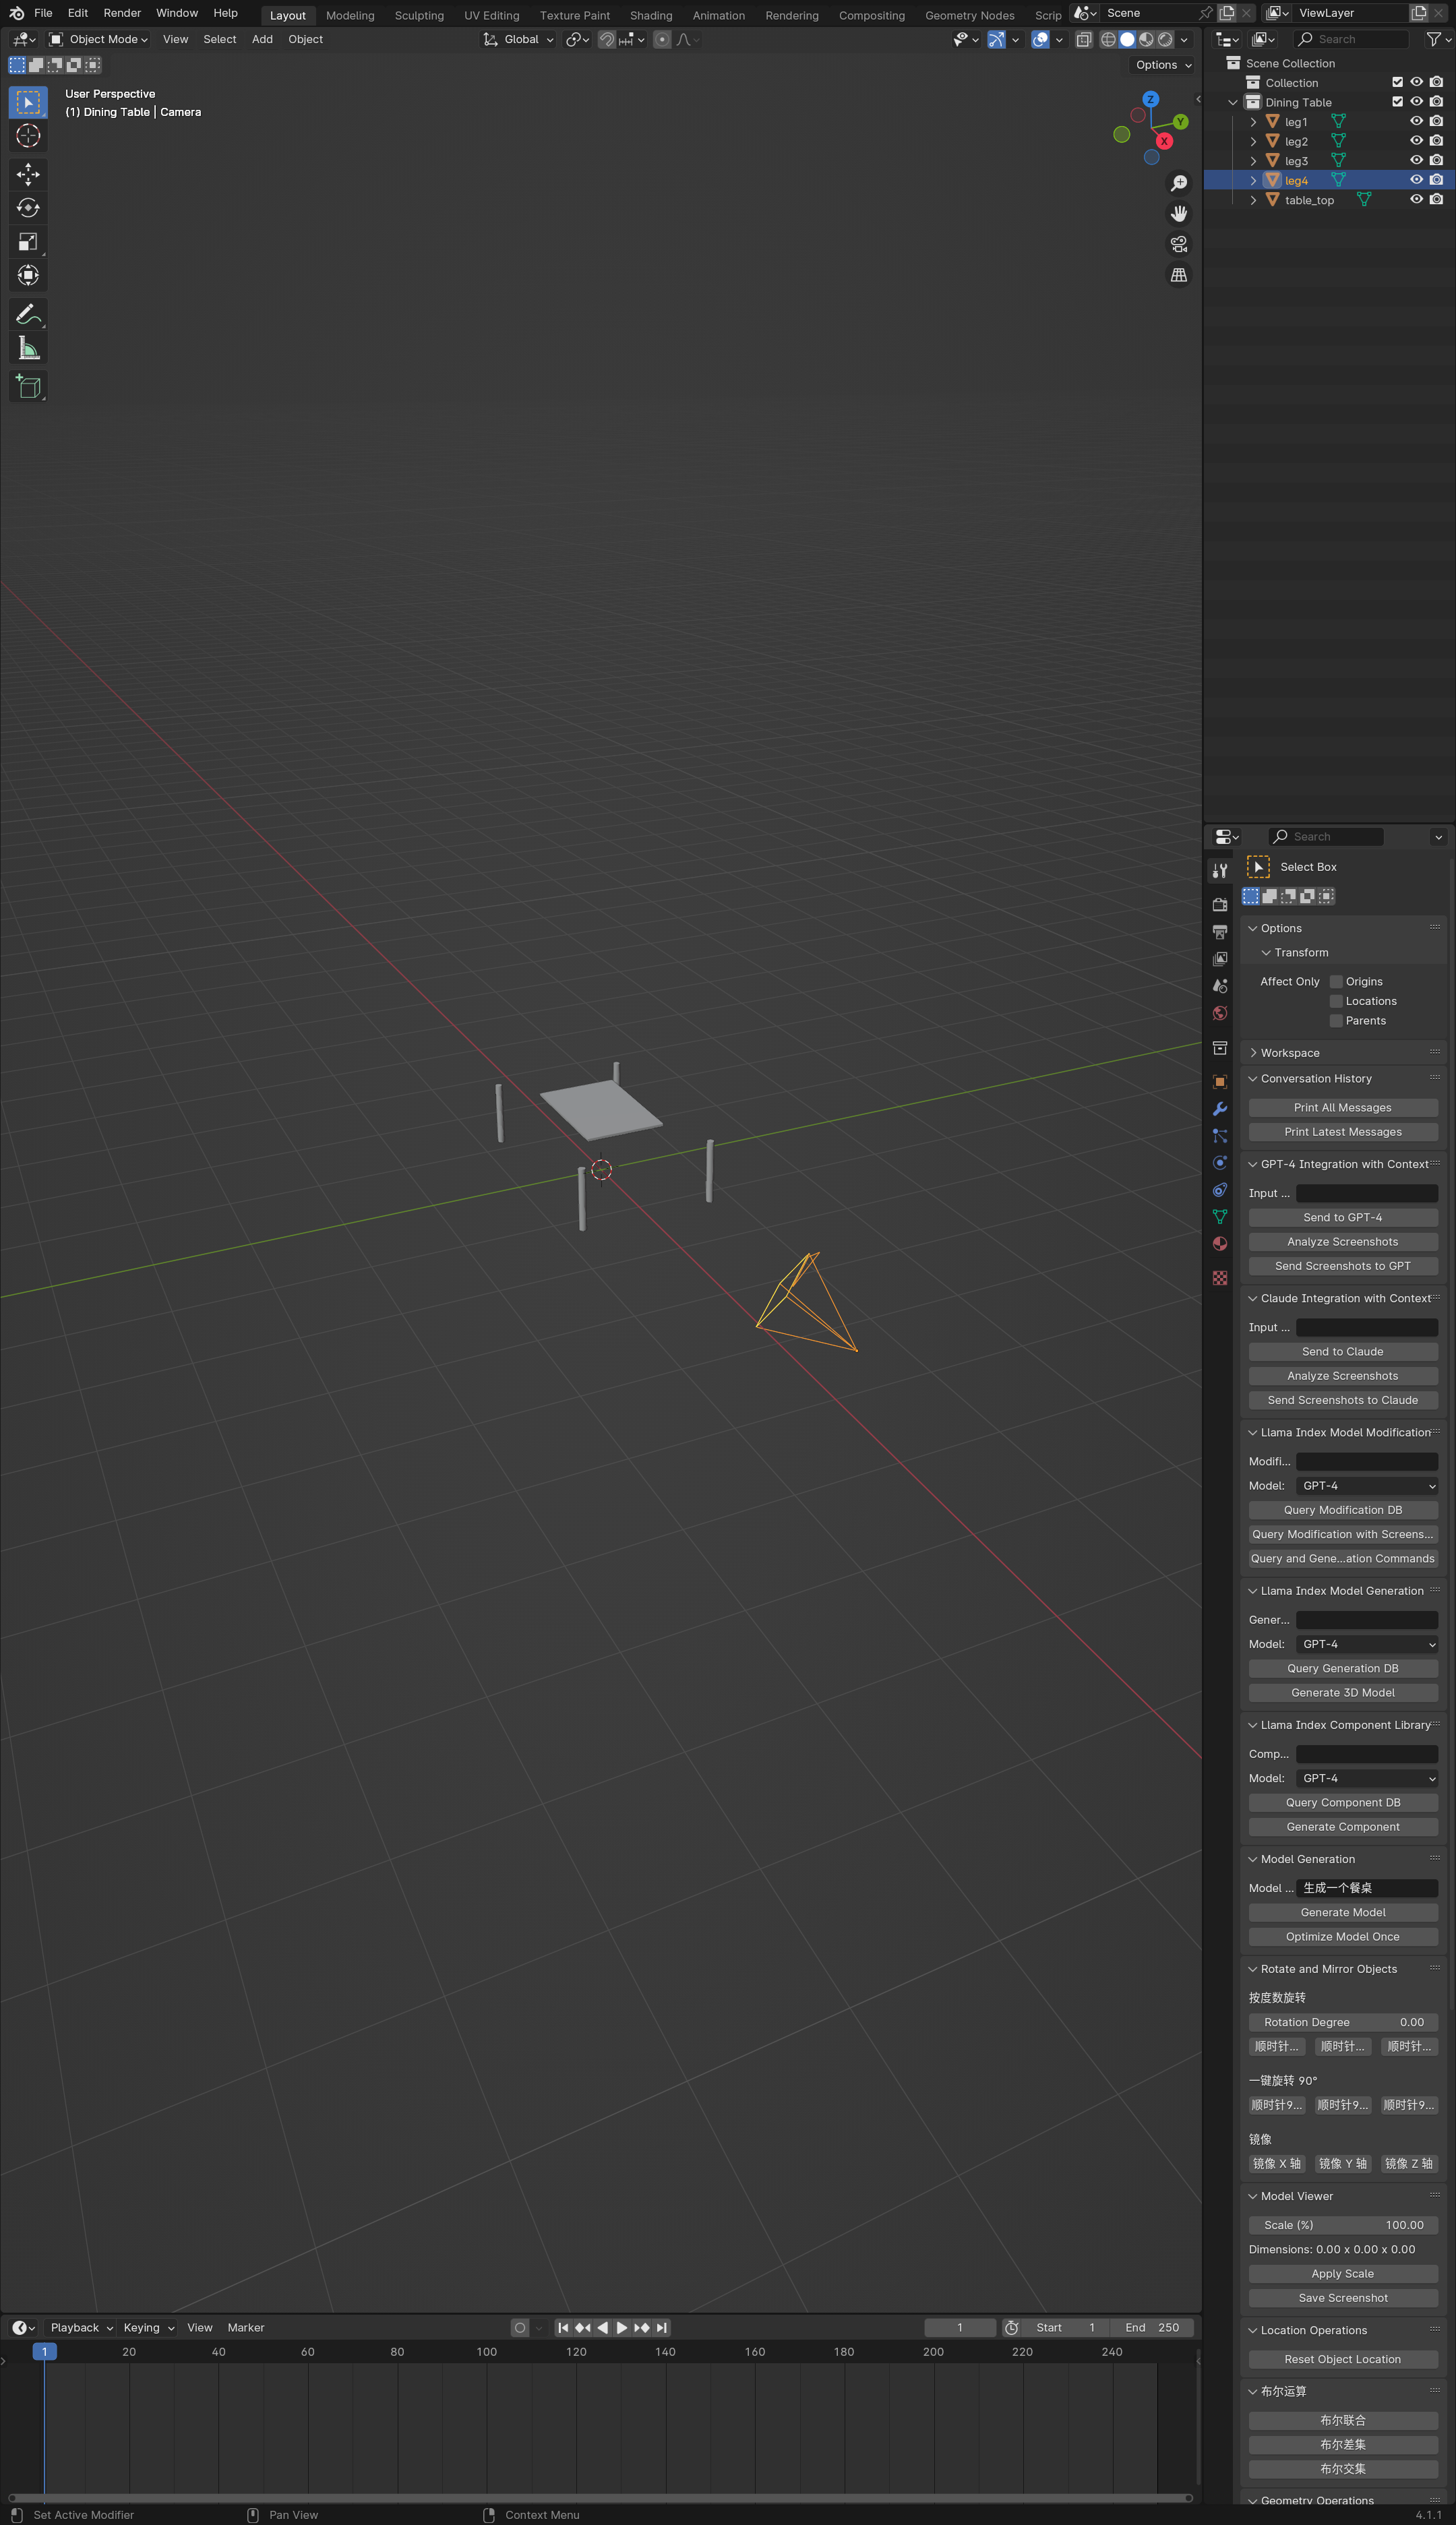 File Edit Render Window Help Layout Modeling Sculpting UV Editing Texture Paint Shading Animation Rendering Compositing Geometry Nodes Scrip Scene ViewLayer
Object Mode View Select Add Object Global Search
Options
User Perspective
(1) Dining Table | Camera
Z
Y
X
Scene Collection
Collection
Dining Table
leg1
leg2
leg3
leg4
table_top
Search
Select Box
Options
Transform
Affect Only Origins
Locations
Parents
Workspace
Conversation History
Print All Messages
Print Latest Messages
GPT-4 Integration with Context
Input ...
Send to GPT-4
Analyze Screenshots
Send Screenshots to GPT
Claude Integration with Context
Input ...
Send to Claude
Analyze Screenshots
Send Screenshots to Claude
Llama Index Model Modification
Modifi...
Model: GPT-4
Query Modification DB
Query Modification with Screens...
Query and Gene...ation Commands
Llama Index Model Generation
Gener...
Model: GPT-4
Query Generation DB
Generate 3D Model
Llama Index Component Library
Comp...
Model: GPT-4
Query Component DB
Generate Component
Model Generation
Model ... 生成一个餐桌
Generate Model
Optimize Model Once
Rotate and Mirror Objects
按度数旋转
Rotation Degree 0.00
顺时针... 顺时针... 顺时针...
一键旋转 90°
顺时针9... 顺时针9... 顺时针9...
镜像
镜像 X 轴 镜像 Y 轴 镜像 Z 轴
Model Viewer
Scale (%) 100.00
Dimensions: 0.00 x 0.00 x 0.00
Apply Scale
Save Screenshot
Location Operations
Reset Object Location
布尔运算
布尔联合
布尔差集
布尔交集
Geometry Operations
Playback Keying View Marker 1 Start 1 End 250
1 20 40 60 80 100 120 140 160 180 200 220 240
Set Active Modifier Pan View Context Menu 4.1.1